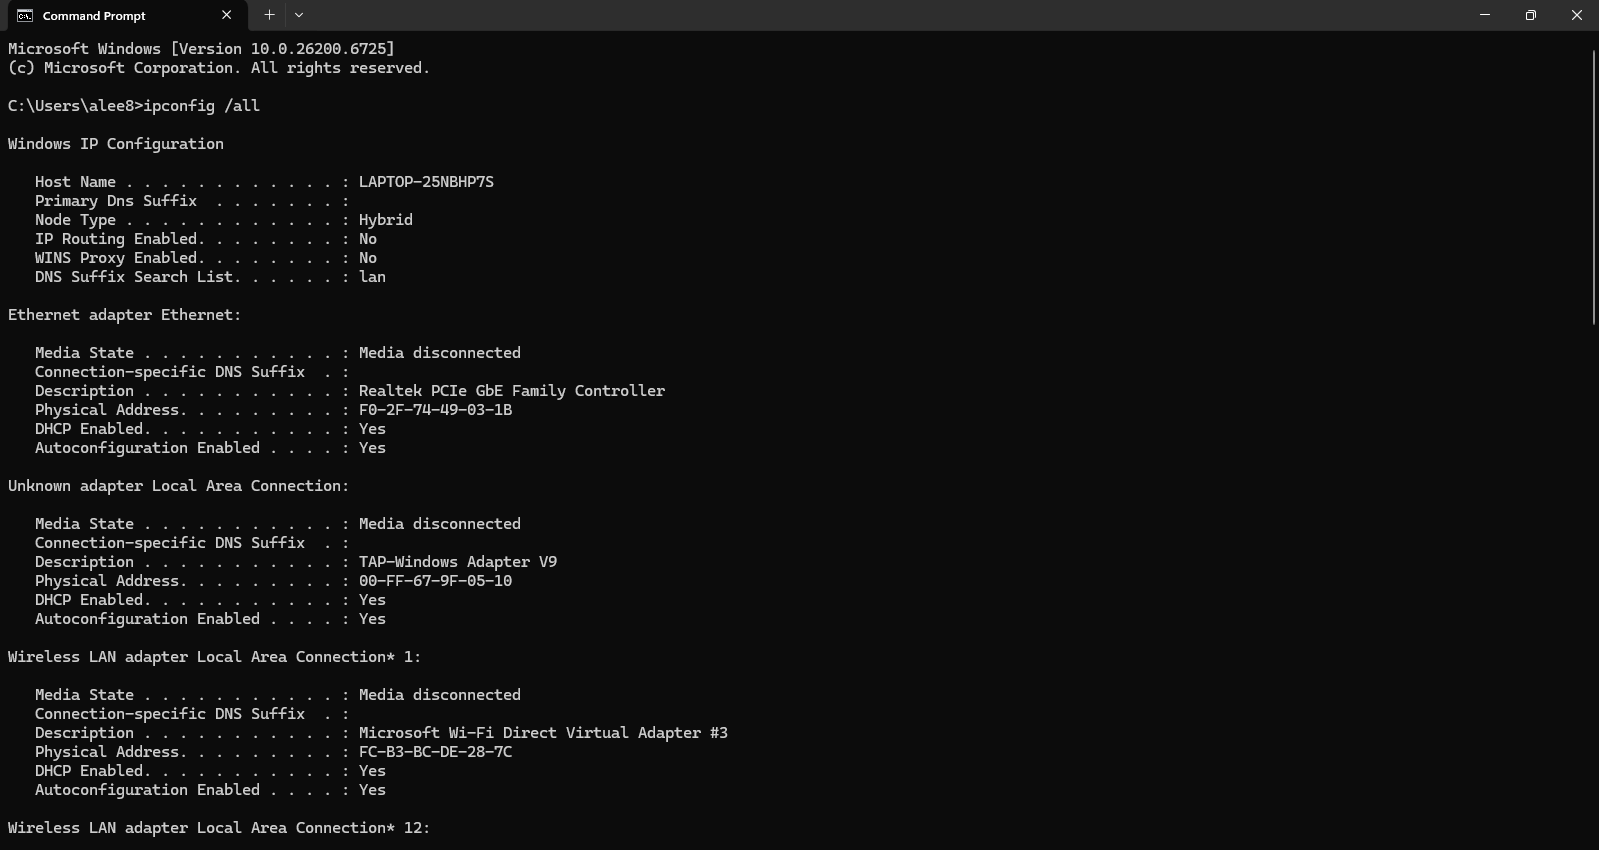 Command Prompt
Microsoft Windows [Version 10.0.26200.6725]
(c) Microsoft Corporation. All rights reserved.
C:\Users\alee8>ipconfig /all
Windows IP Configuration
   Host Name . . . . . . . . . . . . : LAPTOP-25NBHP7S
   Primary Dns Suffix  . . . . . . . :
   Node Type . . . . . . . . . . . . : Hybrid
   IP Routing Enabled. . . . . . . . : No
   WINS Proxy Enabled. . . . . . . . : No
   DNS Suffix Search List. . . . . . : lan
Ethernet adapter Ethernet:
   Media State . . . . . . . . . . . : Media disconnected
   Connection-specific DNS Suffix  . :
   Description . . . . . . . . . . . : Realtek PCIe GbE Family Controller
   Physical Address. . . . . . . . . : F0-2F-74-49-03-1B
   DHCP Enabled. . . . . . . . . . . : Yes
   Autoconfiguration Enabled . . . . : Yes
Unknown adapter Local Area Connection:
   Media State . . . . . . . . . . . : Media disconnected
   Connection-specific DNS Suffix  . :
   Description . . . . . . . . . . . : TAP-Windows Adapter V9
   Physical Address. . . . . . . . . : 00-FF-67-9F-05-10
   DHCP Enabled. . . . . . . . . . . : Yes
   Autoconfiguration Enabled . . . . : Yes
Wireless LAN adapter Local Area Connection* 1:
   Media State . . . . . . . . . . . : Media disconnected
   Connection-specific DNS Suffix  . :
   Description . . . . . . . . . . . : Microsoft Wi-Fi Direct Virtual Adapter #3
   Physical Address. . . . . . . . . : FC-B3-BC-DE-28-7C
   DHCP Enabled. . . . . . . . . . . : Yes
   Autoconfiguration Enabled . . . . : Yes
Wireless LAN adapter Local Area Connection* 12: